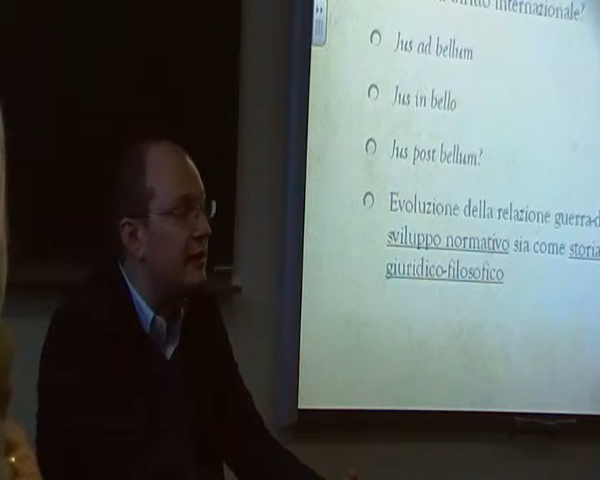 diritto internazionale?
Jus ad bellum
Jus in bello
Jus post bellum?
Evoluzione della relazione guerra-d
sviluppo normativo sia come storia
giuridico-filosofico